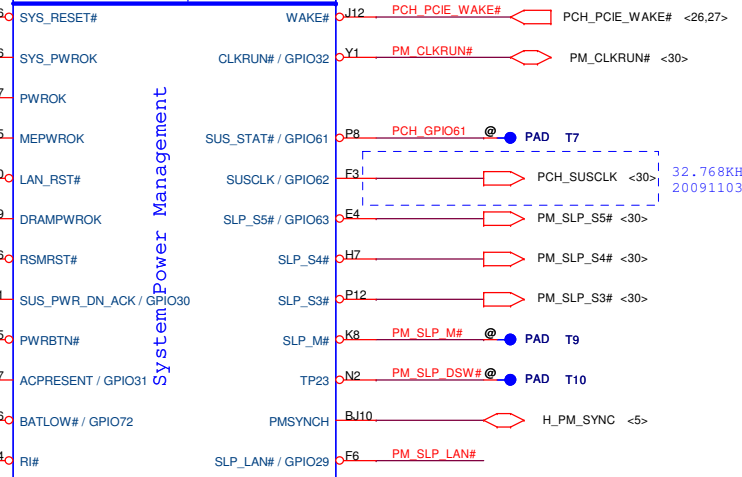 SYS_RESET# WAKE# J12 PCH_PCIE_WAKE# PCH_PCIE_WAKE# <26,27>
SYS_PWROK CLKRUN# / GPIO32 Y1 PM_CLKRUN# PM_CLKRUN# <30>
PWROK
MEPWROK SUS_STAT# / GPIO61 P8 PCH_GPIO61 @ PAD T7
LAN_RST# SUSCLK / GPIO62 F3 PCH_SUSCLK <30> 32.768KH
20091103
DRAMPWROK SLP_S5# / GPIO63 E4 PM_SLP_S5# <30>
RSMRST# SLP_S4# H7 PM_SLP_S4# <30>
SUS_PWR_DN_ACK / GPIO30 SLP_S3# P12 PM_SLP_S3# <30>
PWRBTN# SLP_M# K8 PM_SLP_M# @ PAD T9
ACPRESENT / GPIO31 TP23 N2 PM_SLP_DSW# @ PAD T10
BATLOW# / GPIO72 PMSYNCH BJ10 H_PM_SYNC <5>
RI# SLP_LAN# / GPIO29 F6 PM_SLP_LAN#
System Power Management